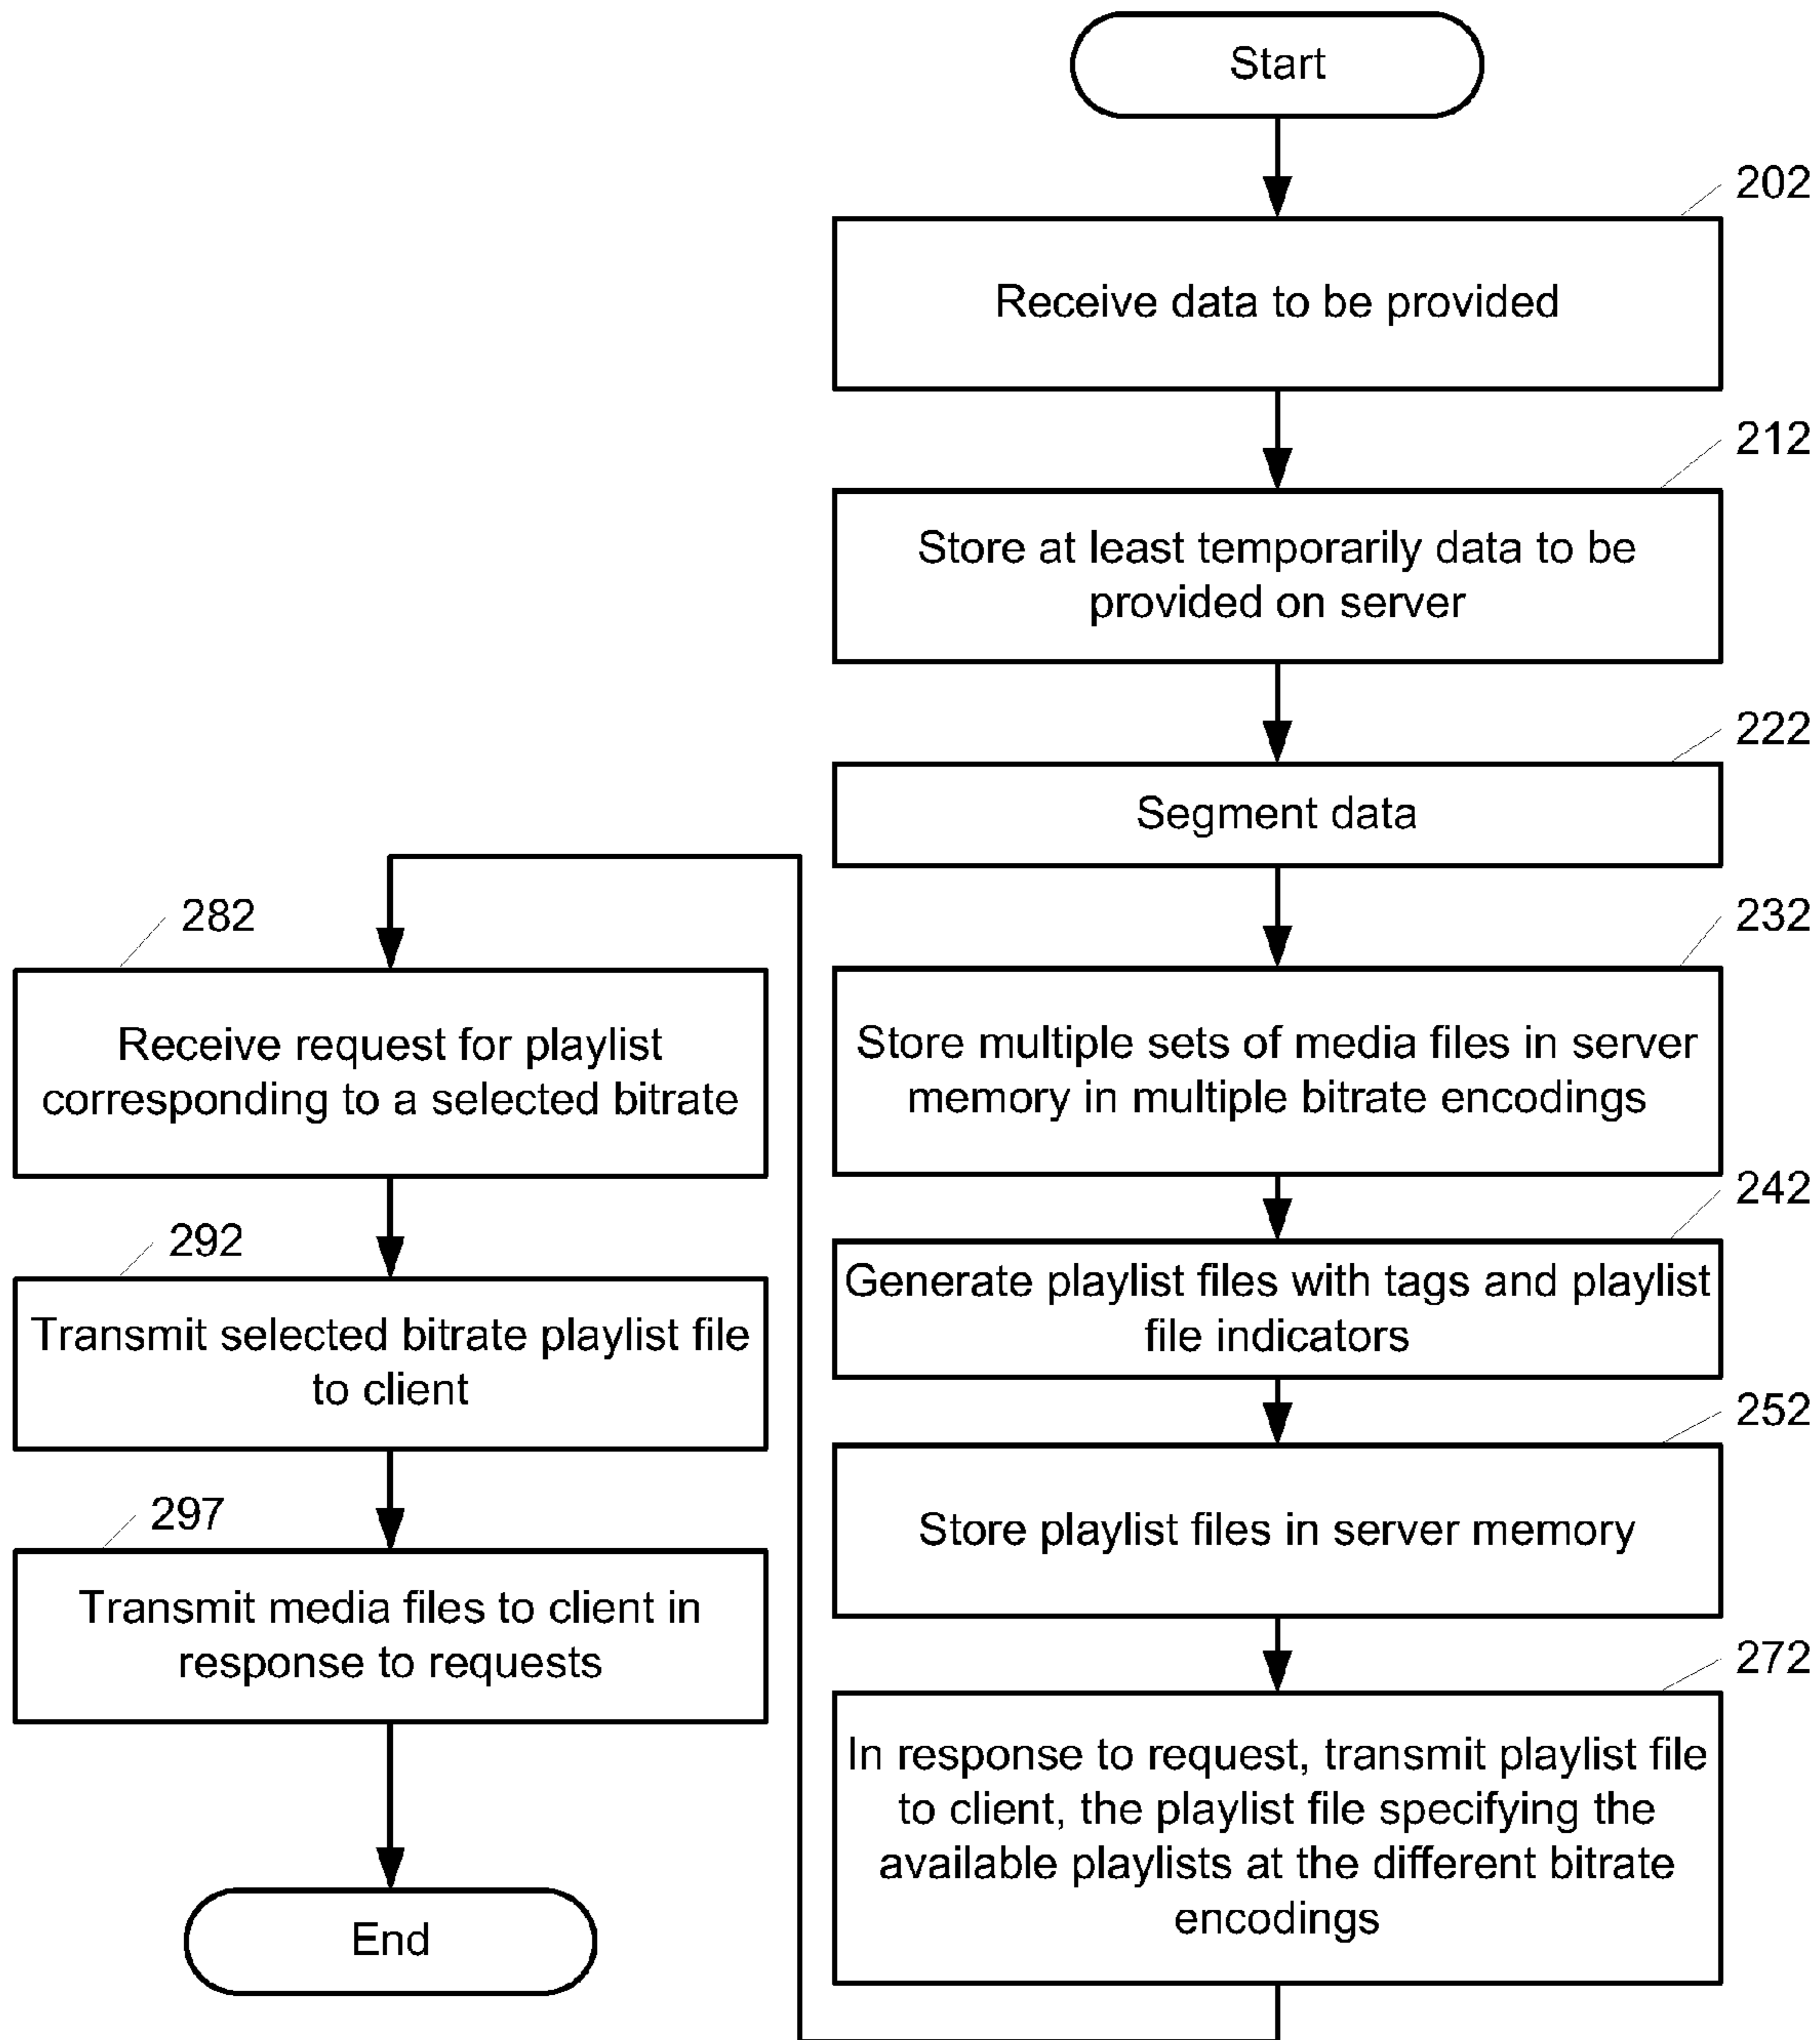 Start
202
Receive data to be provided
212
Store at least temporarily data to be
provided on server
222
Segment data
232
Store multiple sets of media files in server
memory in multiple bitrate encodings
242
Generate playlist files with tags and playlist
file indicators
252
Store playlist files in server memory
272
In response to request, transmit playlist file
to client, the playlist file specifying the
available playlists at the different bitrate
encodings
282
Receive request for playlist
corresponding to a selected bitrate
292
Transmit selected bitrate playlist file
to client
297
Transmit media files to client in
response to requests
End